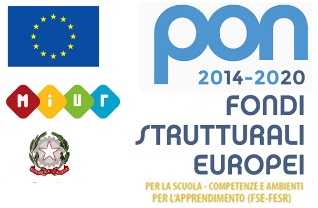 pon
2014-2020
MIUR
FONDI
STRUTTURALI
EUROPEI
PER LA SCUOLA - COMPETENZE E AMBIENTI
PER L'APPRENDIMENTO (FSE-FESR)